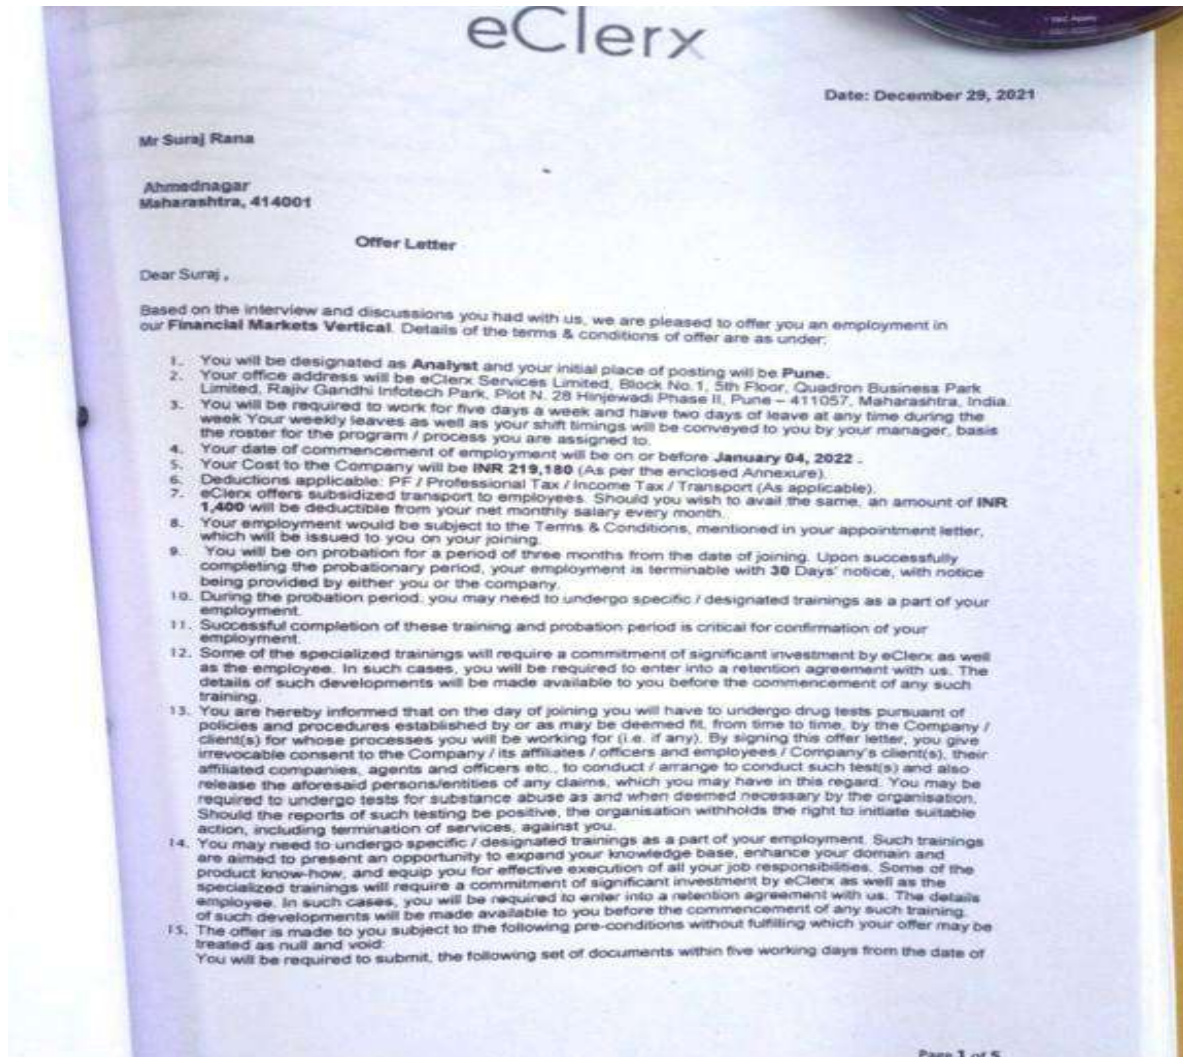 eClerx
Date: December 29, 2021
Mr Suraj Rana
Ahmednagar
Maharashtra, 414001
Offer Letter
Dear Suraj ,
Based on the interview and discussions you had with us, we are pleased to offer you an employment in
our Financial Markets Vertical. Details of the terms & conditions of offer are as under:
1. You will be designated as Analyst and your initial place of posting will be Pune.
2. Your office address will be eClerx Services Limited, Block No.1, 5th Floor, Quadron Business Park
Limited, Rajiv Gandhi Infotech Park, Plot N. 28 Hinjewadi Phase II, Pune – 411057, Maharashtra, India.
3. You will be required to work for five days a week and have two days of leave at any time during the
week Your weekly leaves as well as your shift timings will be conveyed to you by your manager, basis
the roster for the program / process you are assigned to.
4. Your date of commencement of employment will be on or before January 04, 2022 .
5. Your Cost to the Company will be INR 219,180 (As per the enclosed Annexure).
6. Deductions applicable: PF / Professional Tax / Income Tax / Transport (As applicable).
7. eClerx offers subsidized transport to employees. Should you wish to avail the same, an amount of INR
1,400 will be deductible from your net monthly salary every month.
8. Your employment would be subject to the Terms & Conditions, mentioned in your appointment letter,
which will be issued to you on your joining.
9. You will be on probation for a period of three months from the date of joining. Upon successfully
completing the probationary period, your employment is terminable with 30 Days' notice, with notice
being provided by either you or the company.
10. During the probation period, you may need to undergo specific / designated trainings as a part of your
employment.
11. Successful completion of these training and probation period is critical for confirmation of your
employment.
12. Some of the specialized trainings will require a commitment of significant investment by eClerx as well
as the employee. In such cases, you will be required to enter into a retention agreement with us. The
details of such developments will be made available to you before the commencement of any such
training.
13. You are hereby informed that on the day of joining you will have to undergo drug tests pursuant of
policies and procedures established by or as may be deemed fit, from time to time, by the Company /
client(s) for whose processes you will be working for (i.e. if any). By signing this offer letter, you give
irrevocable consent to the Company / its affiliates / officers and employees / Company's client(s), their
affiliated companies, agents and officers etc., to conduct / arrange to conduct such test(s) and also
release the aforesaid persons/entities of any claims, which you may have in this regard. You may be
required to undergo tests for substance abuse as and when deemed necessary by the organisation.
Should the reports of such testing be positive, the organisation withholds the right to initiate suitable
action, including termination of services, against you.
14. You may need to undergo specific / designated trainings as a part of your employment. Such trainings
are aimed to present an opportunity to expand your knowledge base, enhance your domain and
product know-how, and equip you for effective execution of all your job responsibilities. Some of the
specialized trainings will require a commitment of significant investment by eClerx as well as the
employee. In such cases, you will be required to enter into a retention agreement with us. The details
of such developments will be made available to you before the commencement of any such training.
15. The offer is made to you subject to the following pre-conditions without fulfilling which your offer may be
treated as null and void:
You will be required to submit, the following set of documents within five working days from the date of
Page 1 of 5